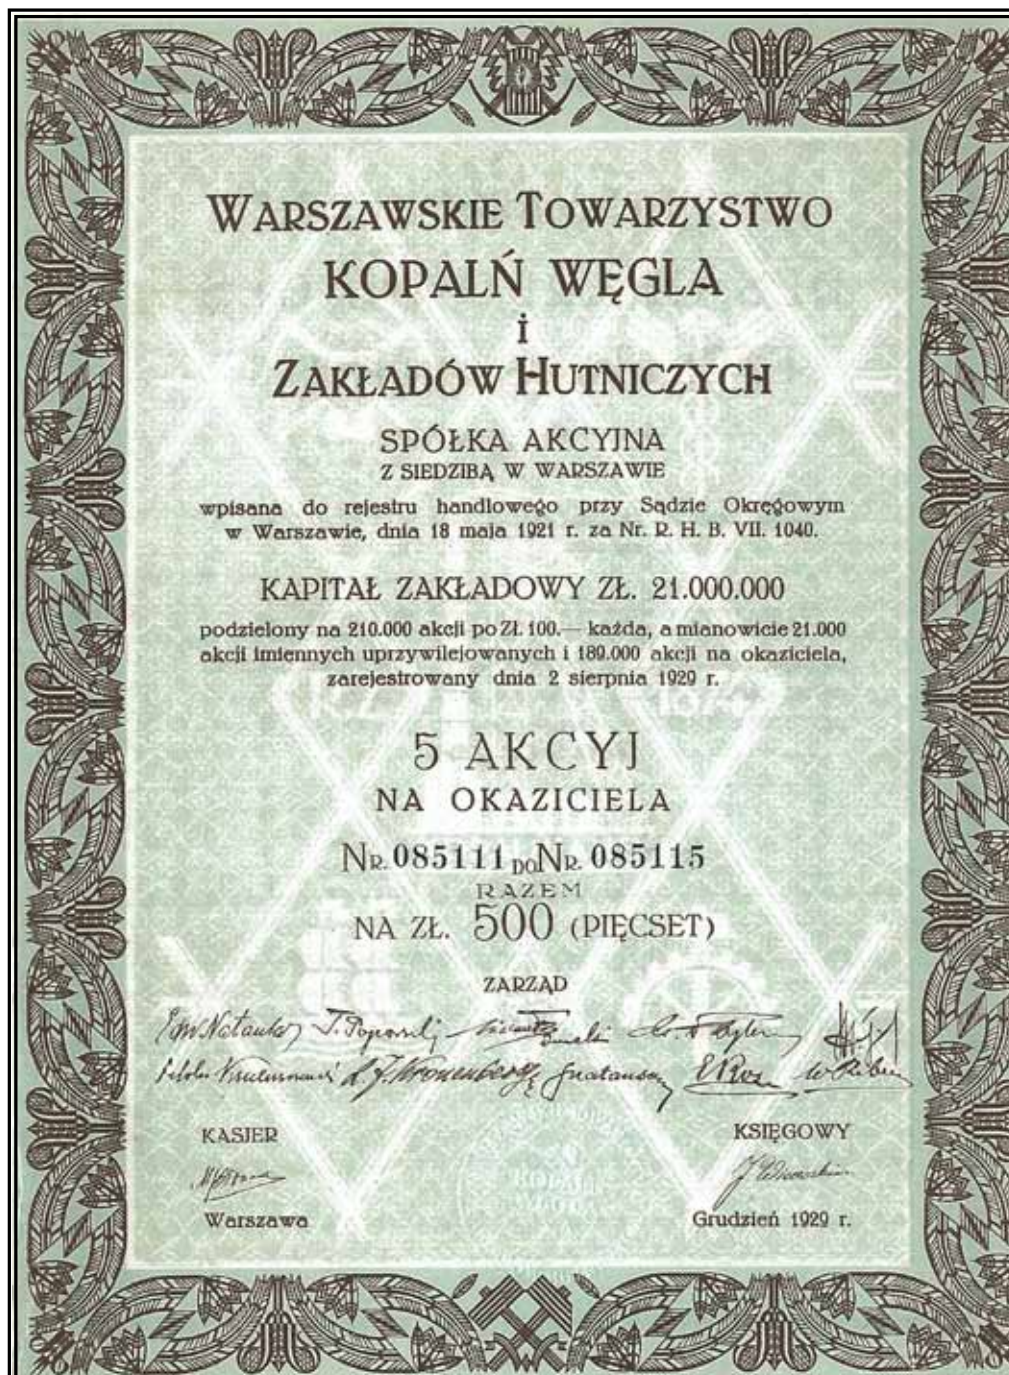 WARSZAWSKIE TOWARZYSTWO
KOPALŃ WĘGLA
i
ZAKŁADÓW HUTNICZYCH
SPÓŁKA AKCYJNA
Z SIEDZIBĄ W WARSZAWIE
wpisana do rejestru handlowego przy Sądzie Okręgowym
w Warszawie, dnia 18 maja 1921 r. za Nr. R. H. B. VII. 1040.
KAPITAŁ ZAKŁADOWY ZŁ. 21.000.000
podzielony na 210.000 akcji po Zł. 100.— każda, a mianowicie 21.000
akcji imiennych uprzywilejowanych i 189.000 akcji na okaziciela,
zarejestrowany dnia 2 sierpnia 1929 r.
5 AKCYJ
NA OKAZICIELA
NR. 085111 DO NR. 085115
RAZEM
NA ZŁ. 500 (PIĘCSET)
ZARZĄD
KASJER KSIĘGOWY
Warszawa Grudzień 1929 r.